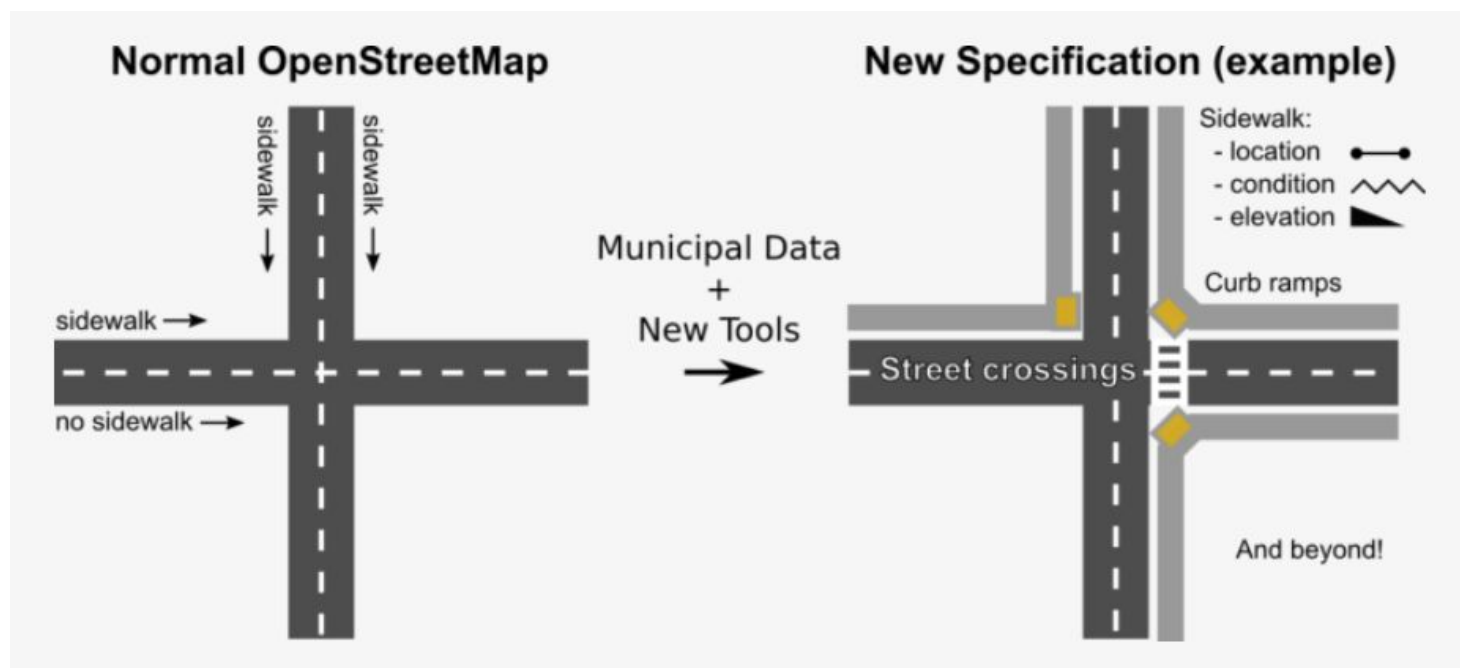 Normal OpenStreetMap
sidewalk
sidewalk
sidewalk
no sidewalk
Municipal Data
+
New Tools
New Specification (example)
Sidewalk:
- location
- condition
- elevation
Curb ramps
Street crossings
And beyond!